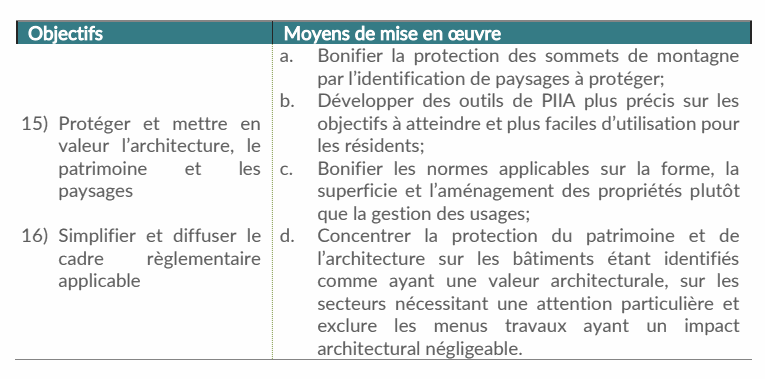 Objectifs
Moyens de mise en œuvre
15) Protéger et mettre en
valeur l'architecture, le
patrimoine et les
paysages
16) Simplifier et diffuser le
cadre règlementaire
applicable
a. Bonifier la protection des sommets de montagne
par l'identification de paysages à protéger;
b. Développer des outils de PIIA plus précis sur les
objectifs à atteindre et plus faciles d'utilisation pour
les résidents;
c. Bonifier les normes applicables sur la forme, la
superficie et l'aménagement des propriétés plutôt
que la gestion des usages;
d. Concentrer la protection du patrimoine et de
l'architecture sur les bâtiments étant identifiés
comme ayant une valeur architecturale, sur les
secteurs nécessitant une attention particulière et
exclure les menus travaux ayant un impact
architectural négligeable.